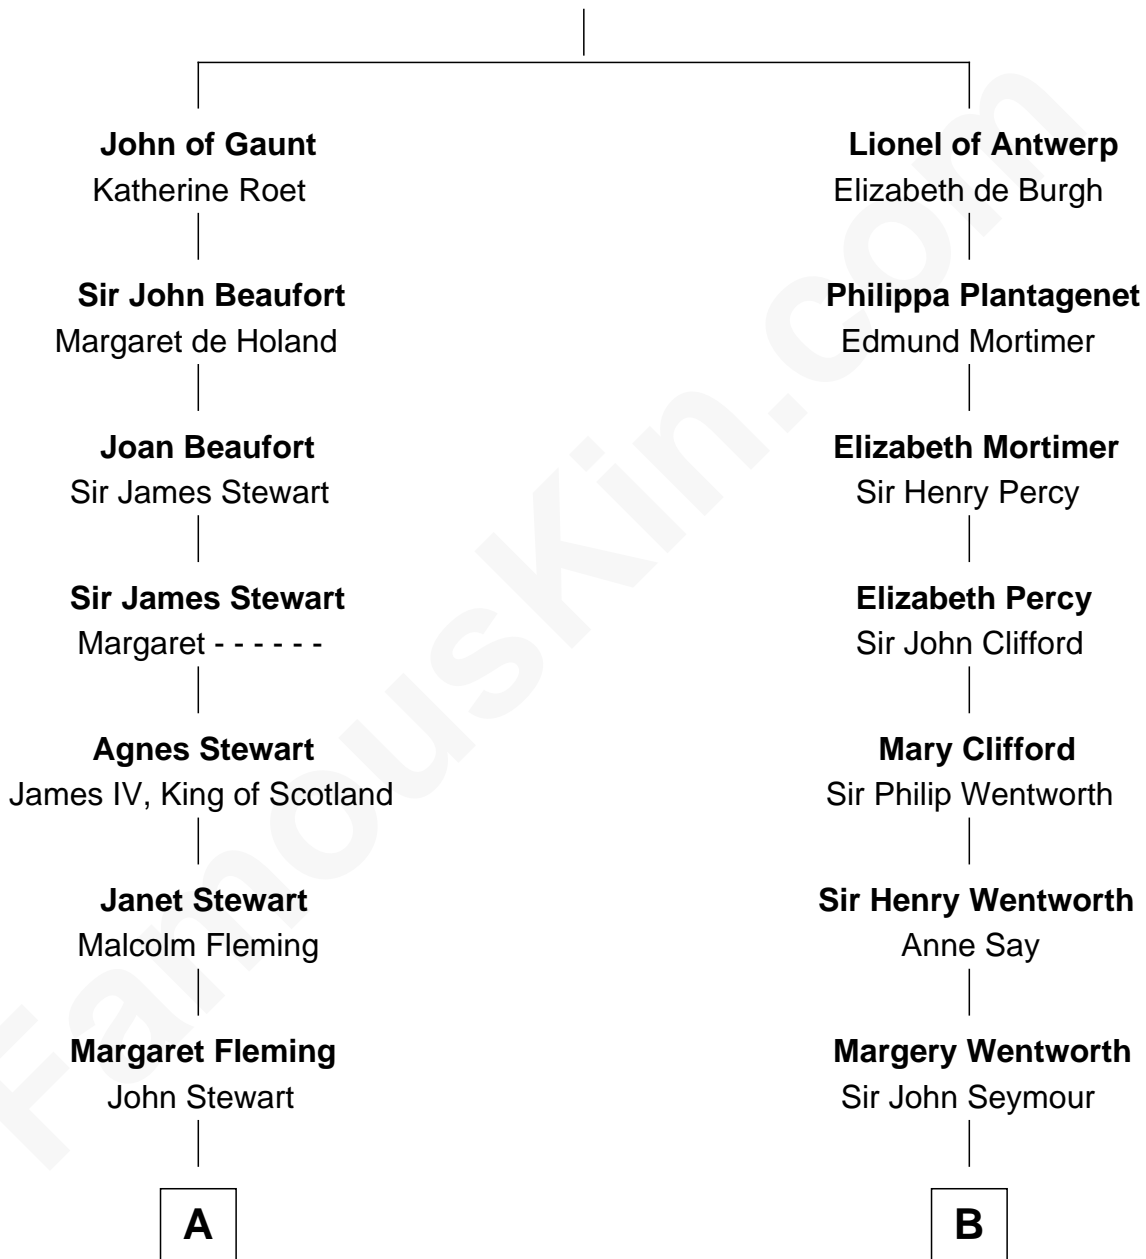 John of Gaunt
Katherine Roet
Sir John Beaufort
Margaret de Holand
Joan Beaufort
Sir James Stewart
Sir James Stewart
Margaret - - - - - -
Agnes Stewart
James IV, King of Scotland
Janet Stewart
Malcolm Fleming
Margaret Fleming
John Stewart
A
Lionel of Antwerp
Elizabeth de Burgh
Philippa Plantagenet
Edmund Mortimer
Elizabeth Mortimer
Sir Henry Percy
Elizabeth Percy
Sir John Clifford
Mary Clifford
Sir Philip Wentworth
Sir Henry Wentworth
Anne Say
Margery Wentworth
Sir John Seymour
B
FamousKin.com